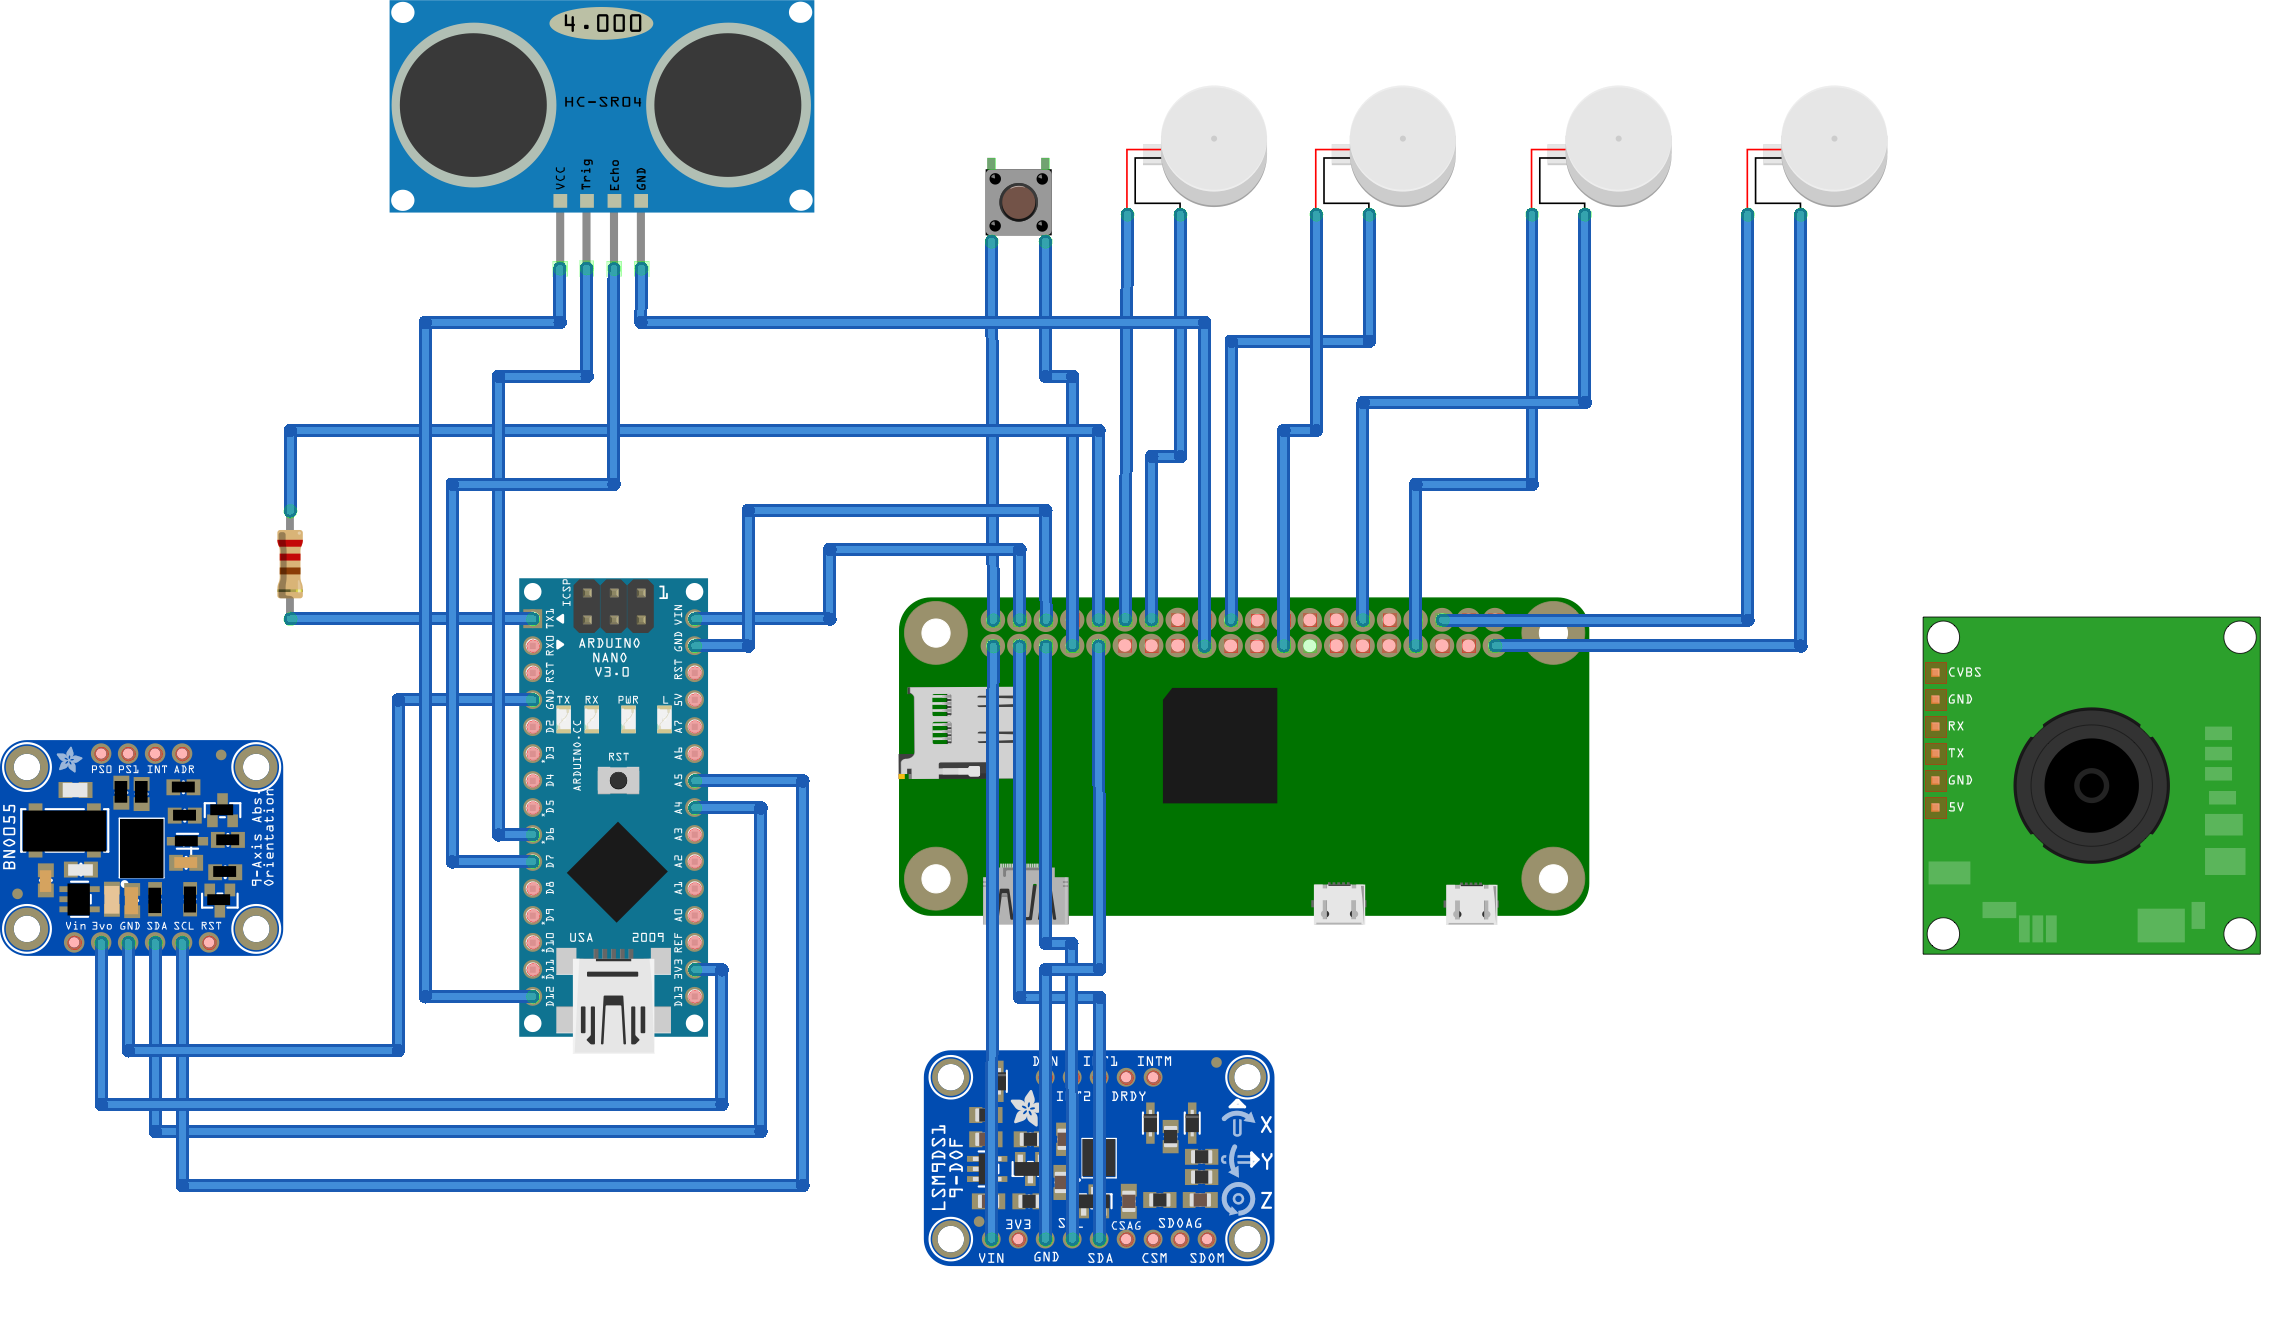 4.000
HC-SR04
VCC
Trig
Echo
GND
ICSP
1
TX1
RX0
RST
GND
D2
D3
D4
D5
D6
D7
D8
D9
D10
D11
D12
VIN
GND
RST
5V
A7
A6
A5
A4
A3
A2
A1
A0
REF
3V3
D13
ARDUINO
NANO
V3.0
TX
RX
PWR
L
RST
ARDUINO.CC
USA
2009
PS0 PS1 INT ADR
BNO055
9-Axis Abs.
Orientation
Vin 3vo GND SDA SCL RST
CVBS
GND
RX
TX
GND
5V
INTM
DRDY
LSM9DS1
9-DOF
X
Y
Z
3V3
CSAG
SDOAG
VIN
GND
SDA
CSM
SDOM